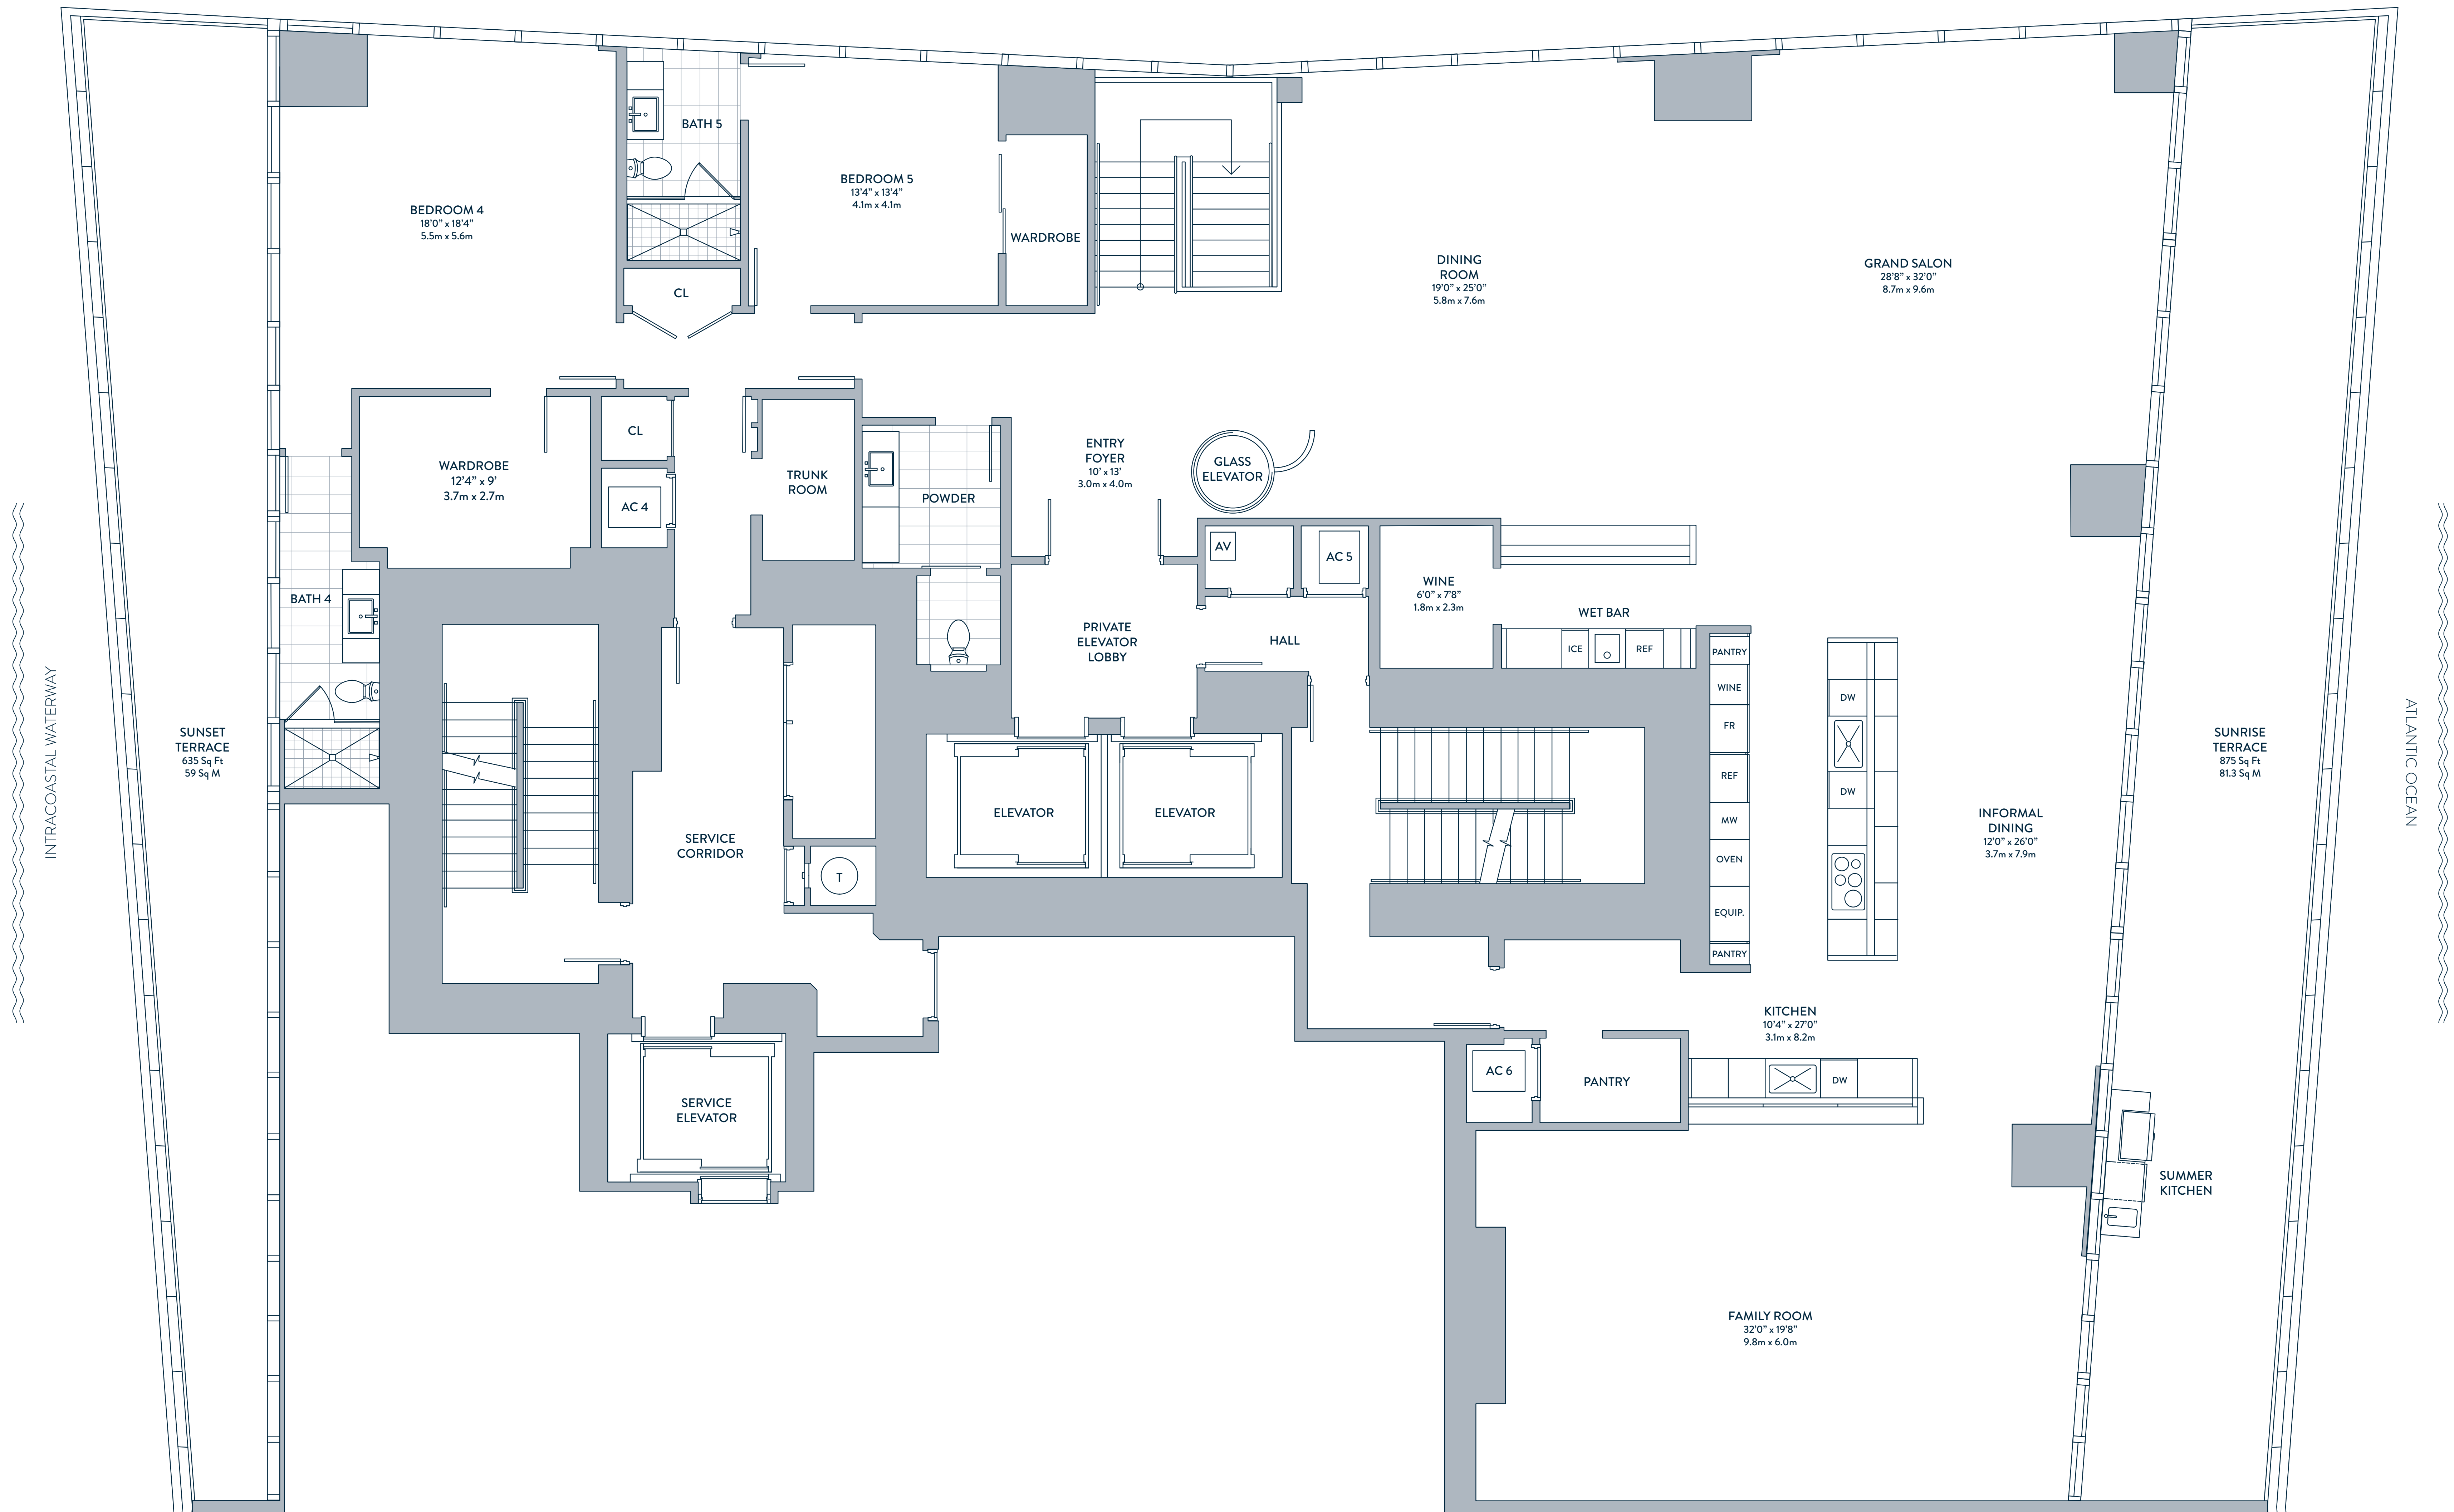 BATH 5
BEDROOM 5
13'4" x 13'4"
4.1m x 4.1m
BEDROOM 4
18'0" x 18'4"
5.5m x 5.6m
WARDROBE
CL
DINING
ROOM
19'0" x 25'0"
5.8m x 7.6m
GRAND SALON
28'8" x 32'0"
8.7m x 9.6m
CL
WARDROBE
12'4" x 9'
3.7m x 2.7m
AC 4
TRUNK
ROOM
POWDER
ENTRY
FOYER
10' x 13'
3.0m x 4.0m
GLASS
ELEVATOR
AV
AC 5
WINE
6'0" x 7'8"
1.8m x 2.3m
WET BAR
ICE
REF
BATH 4
PRIVATE
ELEVATOR
LOBBY
HALL
PANTRY
WINE
FR
REF
MW
OVEN
EQUIP.
PANTRY
DW
DW
INTRACOASTAL WATERWAY
SUNSET
TERRACE
635 Sq Ft
59 Sq M
SERVICE
CORRIDOR
T
ELEVATOR
ELEVATOR
INFORMAL
DINING
12'0" x 26'0"
3.7m x 7.9m
SUNRISE
TERRACE
875 Sq Ft
81.3 Sq M
ATLANTIC OCEAN
KITCHEN
10'4" x 27'0"
3.1m x 8.2m
AC 6
PANTRY
DW
SERVICE
ELEVATOR
SUMMER
KITCHEN
FAMILY ROOM
32'0" x 19'8"
9.8m x 6.0m